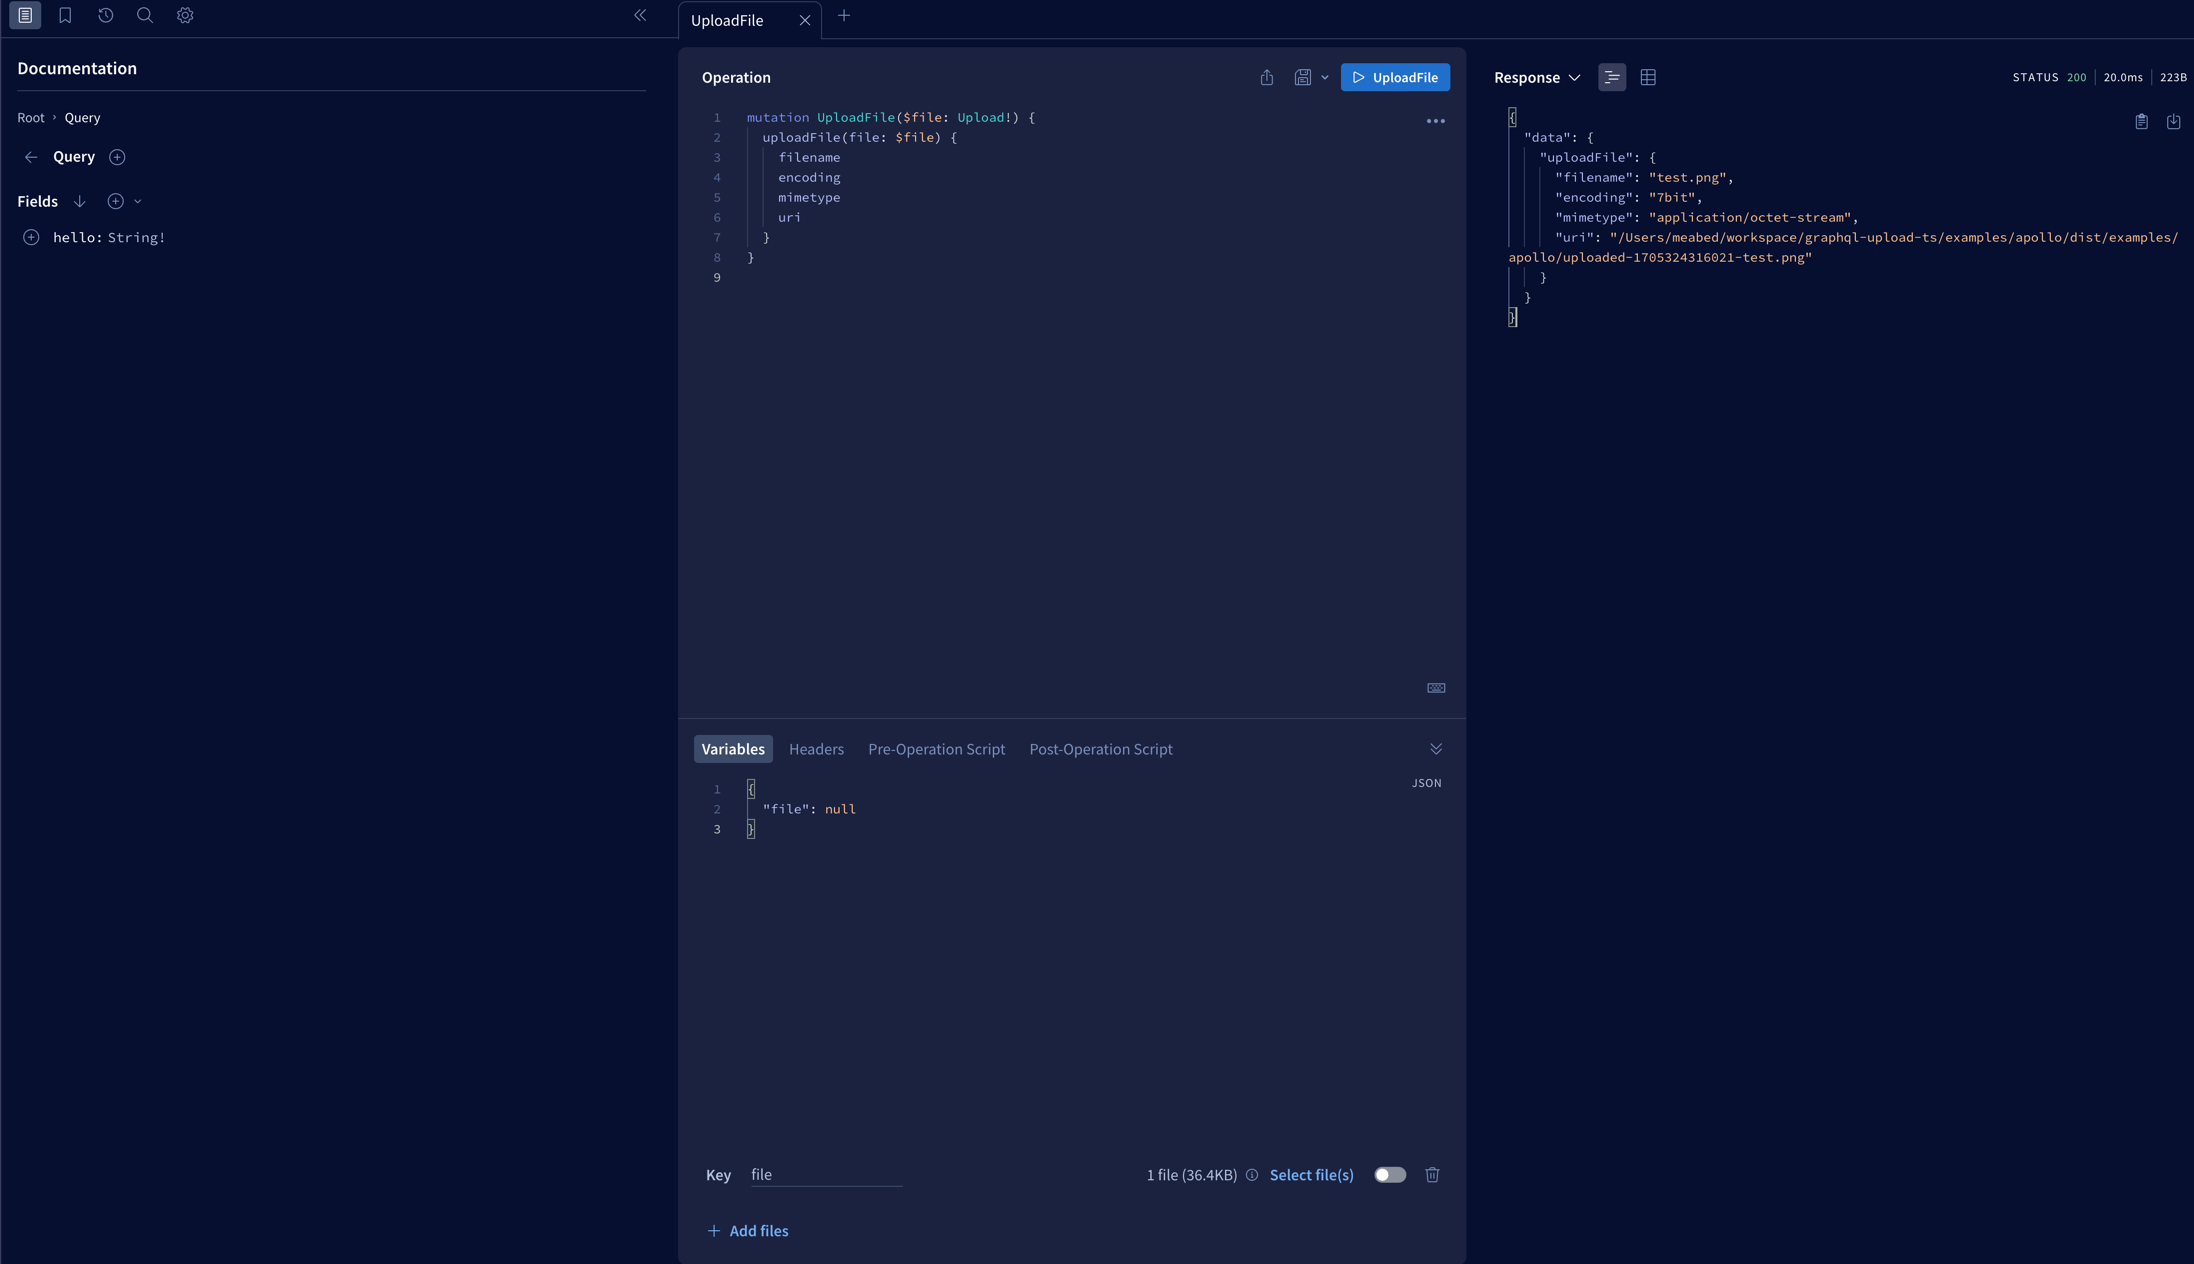 Documentation
Root › Query
Query
Fields
hello: String!
UploadFile
Operation
UploadFile
1 mutation UploadFile($file: Upload!) {
2 uploadFile(file: $file) {
3 filename
4 encoding
5 mimetype
6 uri
7 }
8 }
9
Variables Headers Pre-Operation Script Post-Operation Script
JSON
1 {
2 "file": null
3 }
Key file 1 file (36.4KB) Select file(s)
+ Add files
Response
STATUS 200 20.0ms 223B
{
"data": {
"uploadFile": {
"filename": "test.png",
"encoding": "7bit",
"mimetype": "application/octet-stream",
"uri": "/Users/meabed/workspace/graphql-upload-ts/examples/apollo/dist/examples/
apollo/uploaded-1705324316021-test.png"
}
}
}